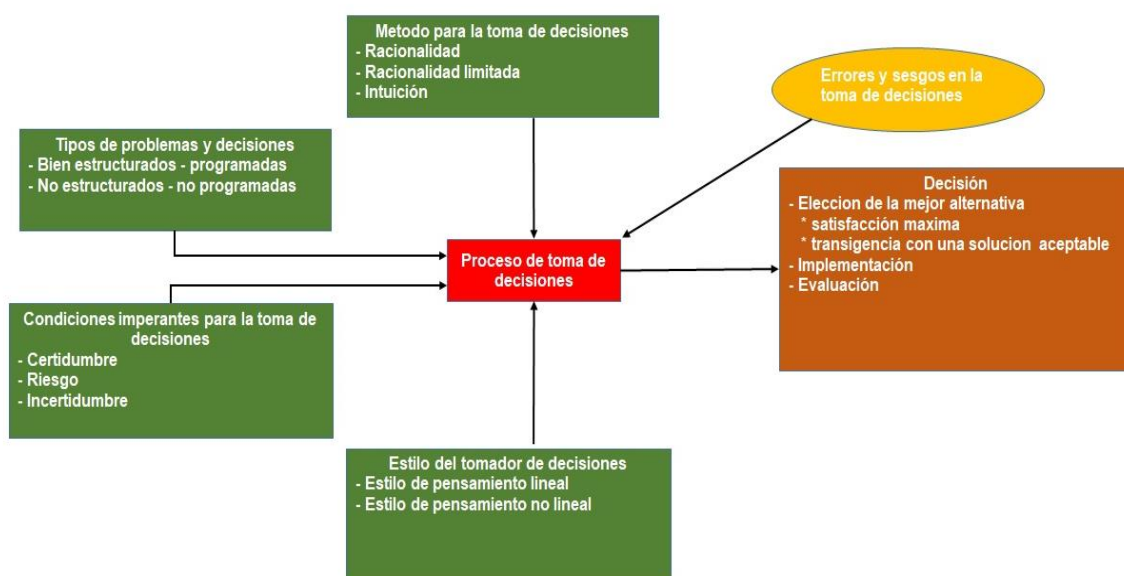 Metodo para la toma de decisiones
- Racionalidad
- Racionalidad limitada
- Intuición
Errores y sesgos en la
toma de decisiones
Tipos de problemas y decisiones
- Bien estructurados - programadas
- No estructurados - no programadas
Decisión
- Eleccion de la mejor alternativa
* satisfacción maxima
* transigencia con una solucion aceptable
- Implementación
- Evaluación
Proceso de toma de
decisiones
Condiciones imperantes para la toma de
decisiones
- Certidumbre
- Riesgo
- Incertidumbre
Estilo del tomador de decisiones
- Estilo de pensamiento lineal
- Estilo de pensamiento no lineal